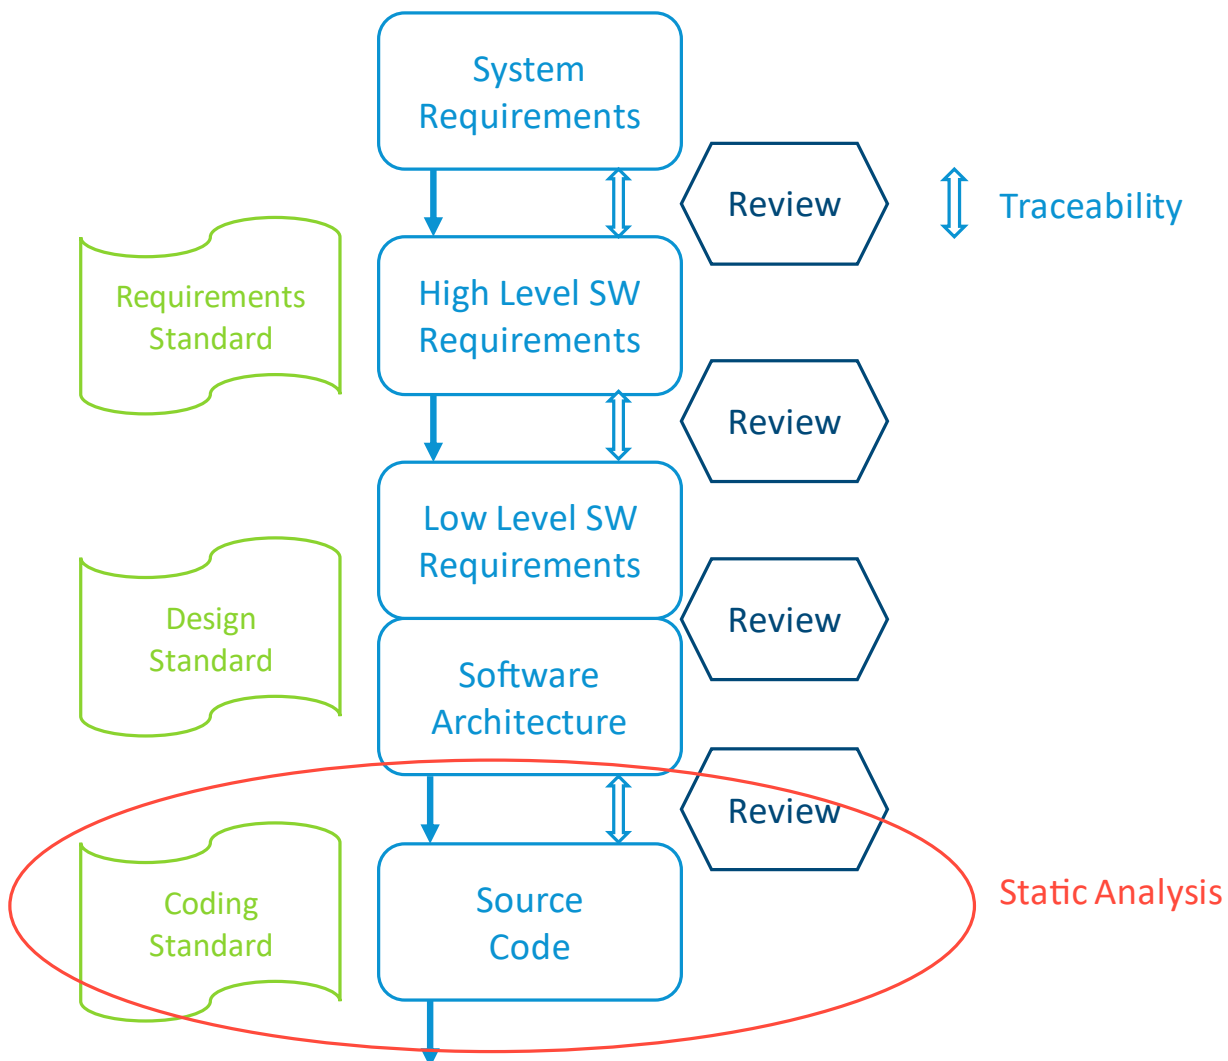 System
Requirements
Review
Traceability
Requirements
Standard
High Level SW
Requirements
Review
Low Level SW
Requirements
Design
Standard
Review
Software
Architecture
Review
Coding
Standard
Source
Code
Static Analysis